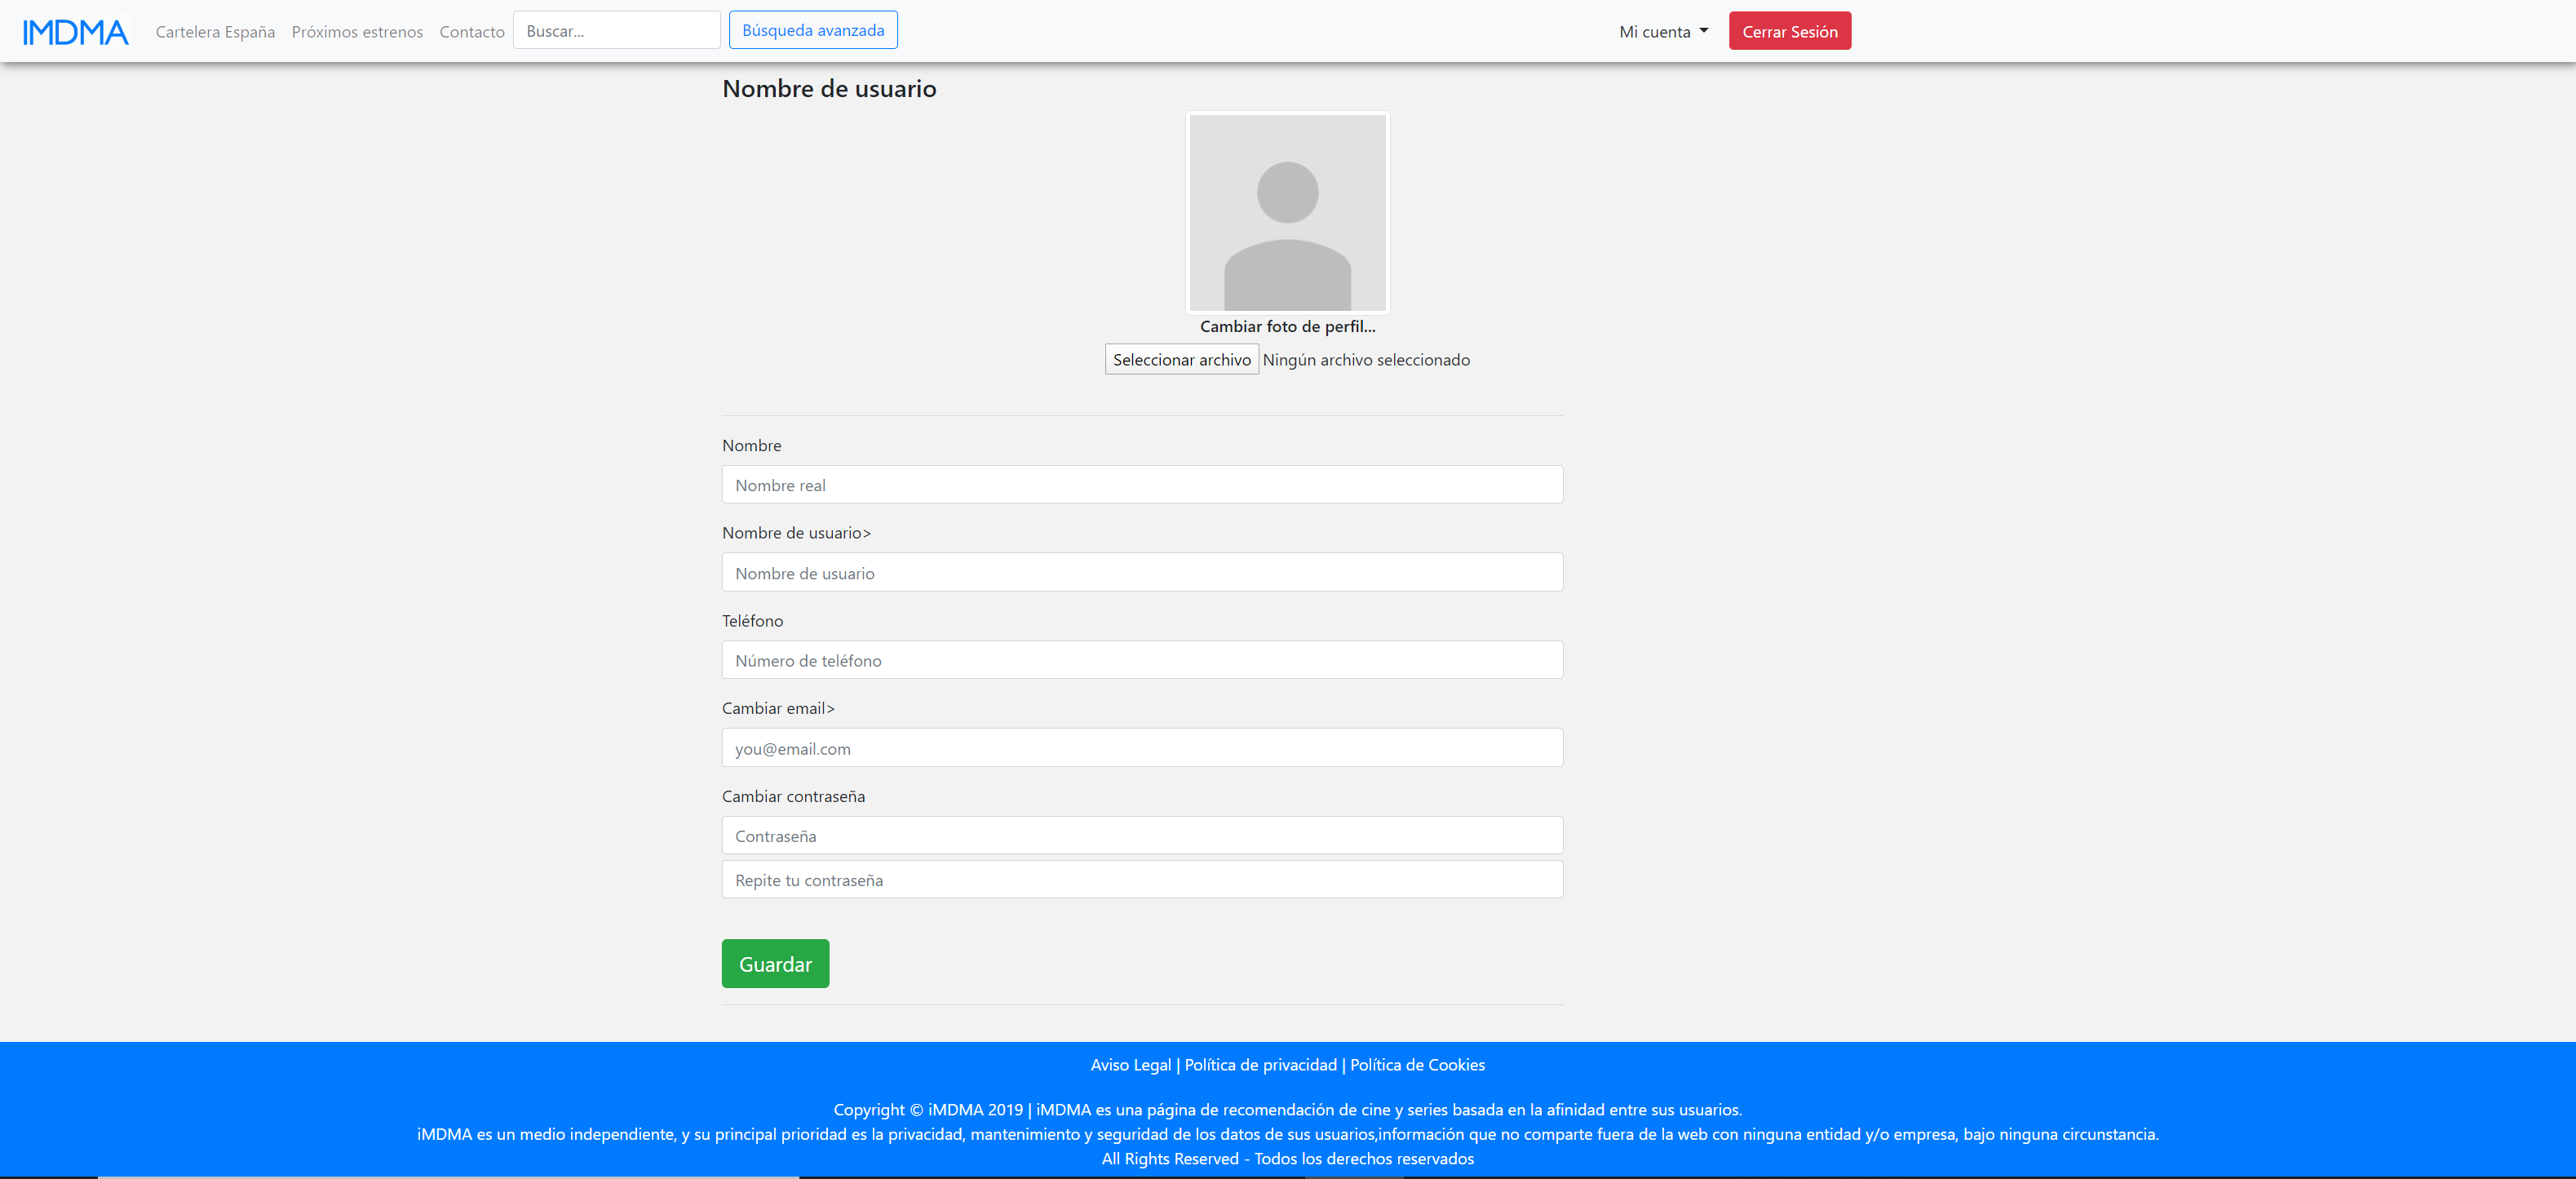 IMDMA Cartelera España Próximos estrenos Contacto Buscar... Búsqueda avanzada Mi cuenta Cerrar Sesión
Nombre de usuario
Cambiar foto de perfil...
Seleccionar archivo Ningún archivo seleccionado
Nombre
Nombre real
Nombre de usuario>
Nombre de usuario
Teléfono
Número de teléfono
Cambiar email>
you@email.com
Cambiar contraseña
Contraseña
Repite tu contraseña
Guardar
Aviso Legal | Política de privacidad | Política de Cookies
Copyright © iMDMA 2019 | iMDMA es una página de recomendación de cine y series basada en la afinidad entre sus usuarios.
iMDMA es un medio independiente, y su principal prioridad es la privacidad, mantenimiento y seguridad de los datos de sus usuarios,información que no comparte fuera de la web con ninguna entidad y/o empresa, bajo ninguna circunstancia.
All Rights Reserved - Todos los derechos reservados